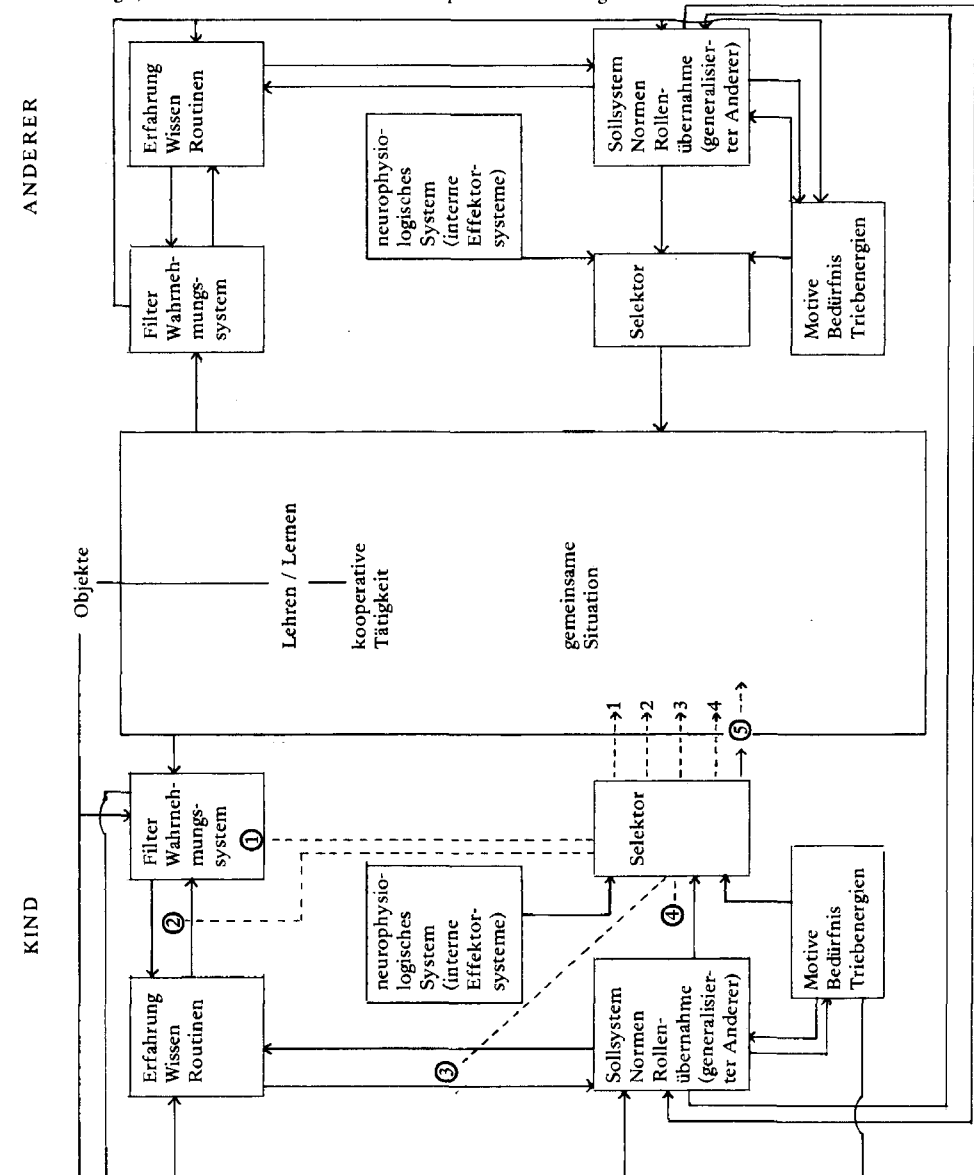 KIND
ANDERER
Objekte
Erfahrung
Wissen
Routinen
②
Filter
Wahrneh-
mungs-
system
①
Lehren / Lernen
kooperative
Tätigkeit
Filter
Wahrneh-
mungs-
system
Erfahrung
Wissen
Routinen
③
neurophysio-
logisches
System
(interne
Effektor-
systeme)
neurophysio-
logisches
System
(interne
Effektor-
systeme)
gemeinsame
Situation
Sollsystem
Normen
Rollen-
übernahme
(generalisier-
ter Anderer)
④
Selektor
1
2
3
4
⑤
Selektor
Sollsystem
Normen
Rollen-
übernahme
(generalisier-
ter Anderer)
Motive
Bedürfnis
Triebenergien
Motive
Bedürfnis
Triebenergien